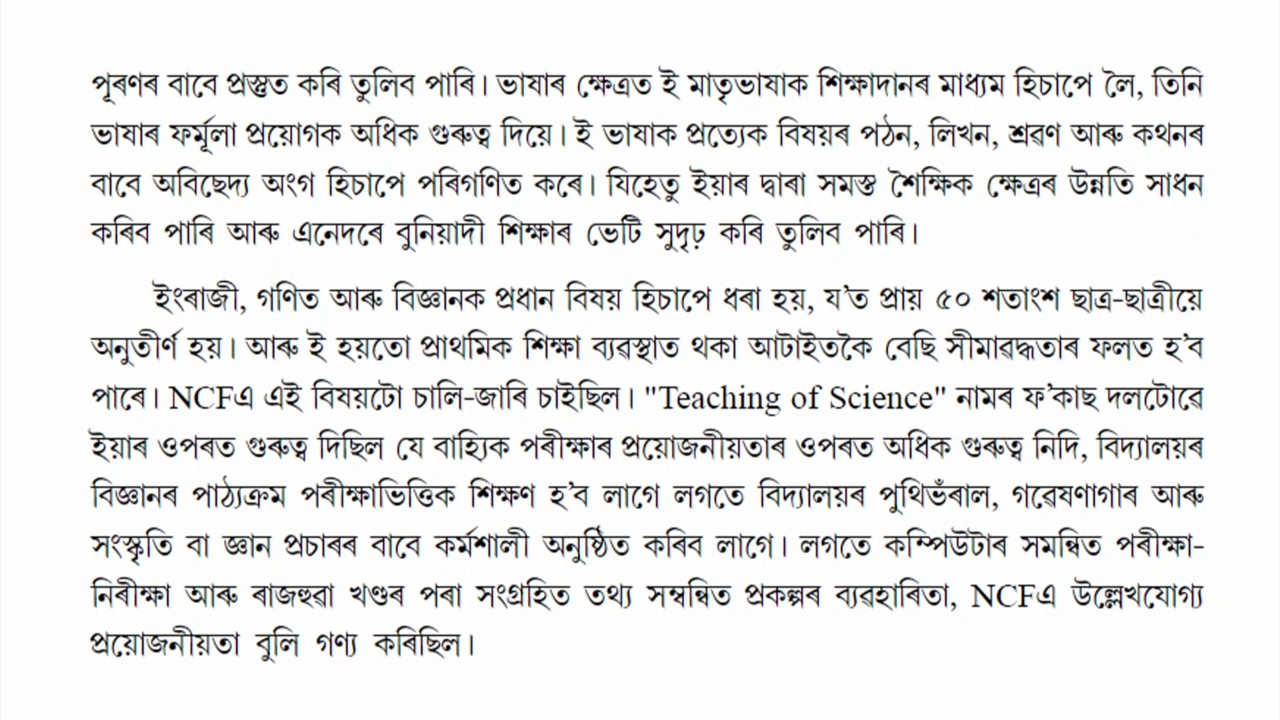 পূৰণৰ বাবে প্ৰস্তুত কৰি তুলিব পাৰি। ভাষাৰ ক্ষেত্ৰত ই মাতৃভাষাক শিক্ষাদানৰ মাধ্যম হিচাপে লৈ, তিনি
ভাষাৰ ফৰ্মূলা প্ৰয়োগক অধিক গুৰুত্ব দিয়ে। ই ভাষাক প্ৰত্যেক বিষয়ৰ পঠন, লিখন, শ্ৰৱণ আৰু কথনৰ
বাবে অবিছেদ্য অংগ হিচাপে পৰিগণিত কৰে। যিহেতু ইয়াৰ দ্বাৰা সমস্ত শৈক্ষিক ক্ষেত্ৰৰ উন্নতি সাধন
কৰিব পাৰি আৰু এনেদৰে বুনিয়াদী শিক্ষাৰ ভেটি সুদৃঢ় কৰি তুলিব পাৰি।
ইংৰাজী, গণিত আৰু বিজ্ঞানক প্ৰধান বিষয় হিচাপে ধৰা হয়, য’ত প্ৰায় ৫০ শতাংশ ছাত্ৰ-ছাত্ৰীয়ে
অনুতীৰ্ণ হয়। আৰু ই হয়তো প্ৰাথমিক শিক্ষা ব্যৱস্থাত থকা আটাইতকৈ বেছি সীমাৱদ্ধতাৰ ফলত হ’ব
পাৰে। NCFএ এই বিষয়টো চালি-জাৰি চাইছিল। "Teaching of Science" নামৰ ফ’কাছ দলটোৱে
ইয়াৰ ওপৰত গুৰুত্ব দিছিল যে বাহ্যিক পৰীক্ষাৰ প্ৰয়োজনীয়তাৰ ওপৰত অধিক গুৰুত্ব নিদি, বিদ্যালয়ৰ
বিজ্ঞানৰ পাঠ্যক্ৰম পৰীক্ষাভিত্তিক শিক্ষণ হ’ব লাগে লগতে বিদ্যালয়ৰ পুথিভঁৰাল, গৱেষণাগাৰ আৰু
সংস্কৃতি বা জ্ঞান প্ৰচাৰৰ বাবে কৰ্মশালী অনুষ্ঠিত কৰিব লাগে। লগতে কম্পিউটাৰ সমন্বিত পৰীক্ষা-
নিৰীক্ষা আৰু ৰাজহুৱা খণ্ডৰ পৰা সংগ্ৰহিত তথ্য সম্বন্বিত প্ৰকল্পৰ ব্যৱহাৰিতা, NCFএ উল্লেখযোগ্য
প্ৰয়োজনীয়তা বুলি গণ্য কৰিছিল।